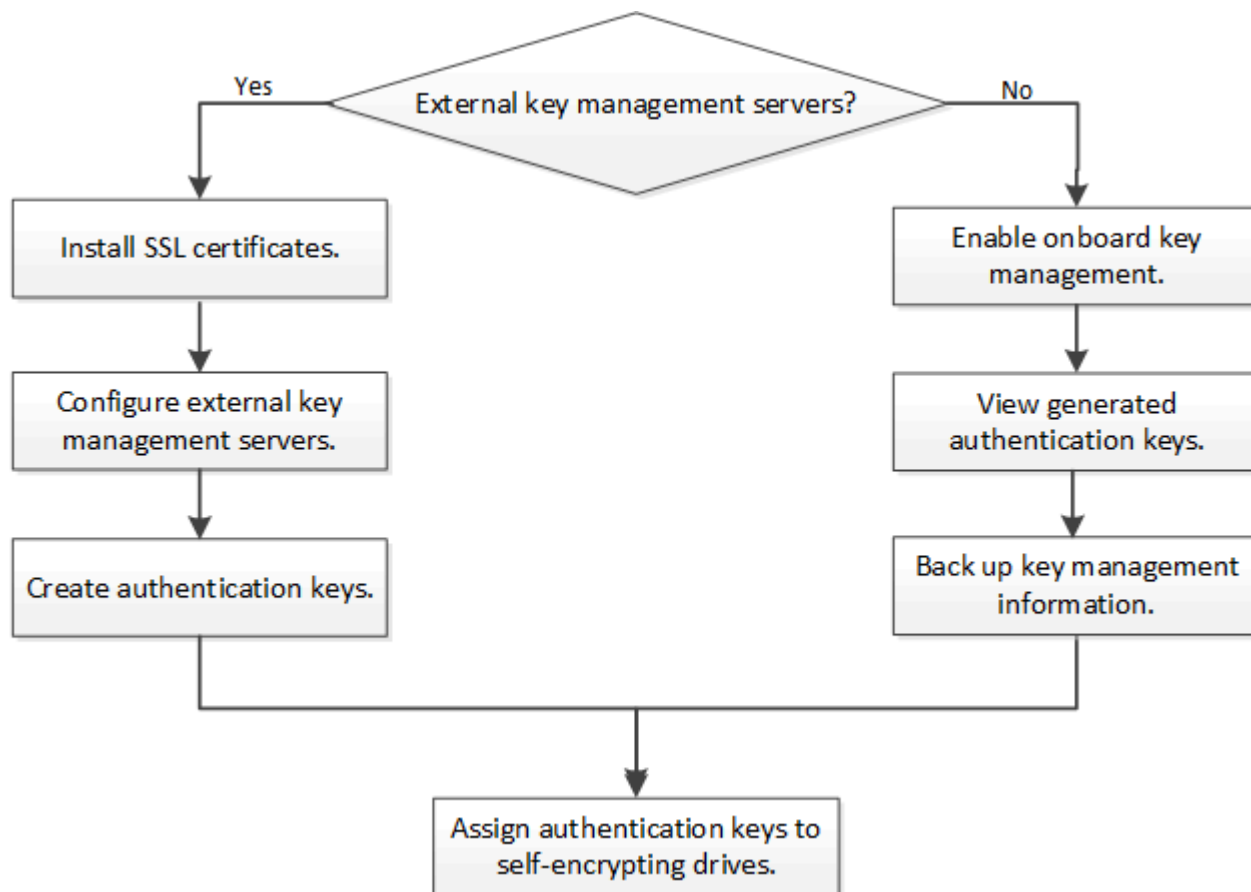 Yes
External key management servers?
No
Install SSL certificates.
Enable onboard key
management.
Configure external key
management servers.
View generated
authentication keys.
Create authentication keys.
Back up key management
information.
Assign authentication keys to
self-encrypting drives.